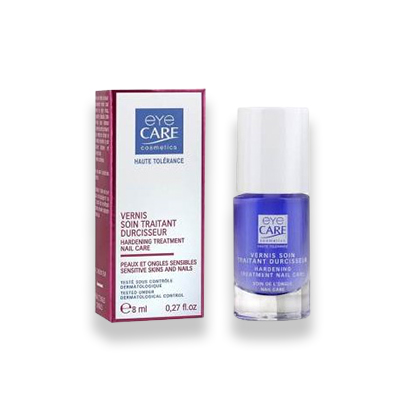 eye
CARE
cosmetics
HAUTE TOLÉRANCE
VERNIS
SOIN TRAITANT
DURCISSEUR
HARDENING TREATMENT
NAIL CARE
PEAUX ET ONGLES SENSIBLES
SENSITIVE SKINS AND NAILS
TESTÉ SOUS CONTRÔLE
DERMATOLOGIQUE
TESTED UNDER
DERMATOLOGICAL CONTROL
℮8 ml 0,27 fl.oz
eye
CARE
cosmetics
HAUTE TOLÉRANCE
VERNIS SOIN
TRAITANT DURCISSEUR
HARDENING
TREATMENT NAIL CARE
SOIN DE L'ONGLE
NAIL CARE